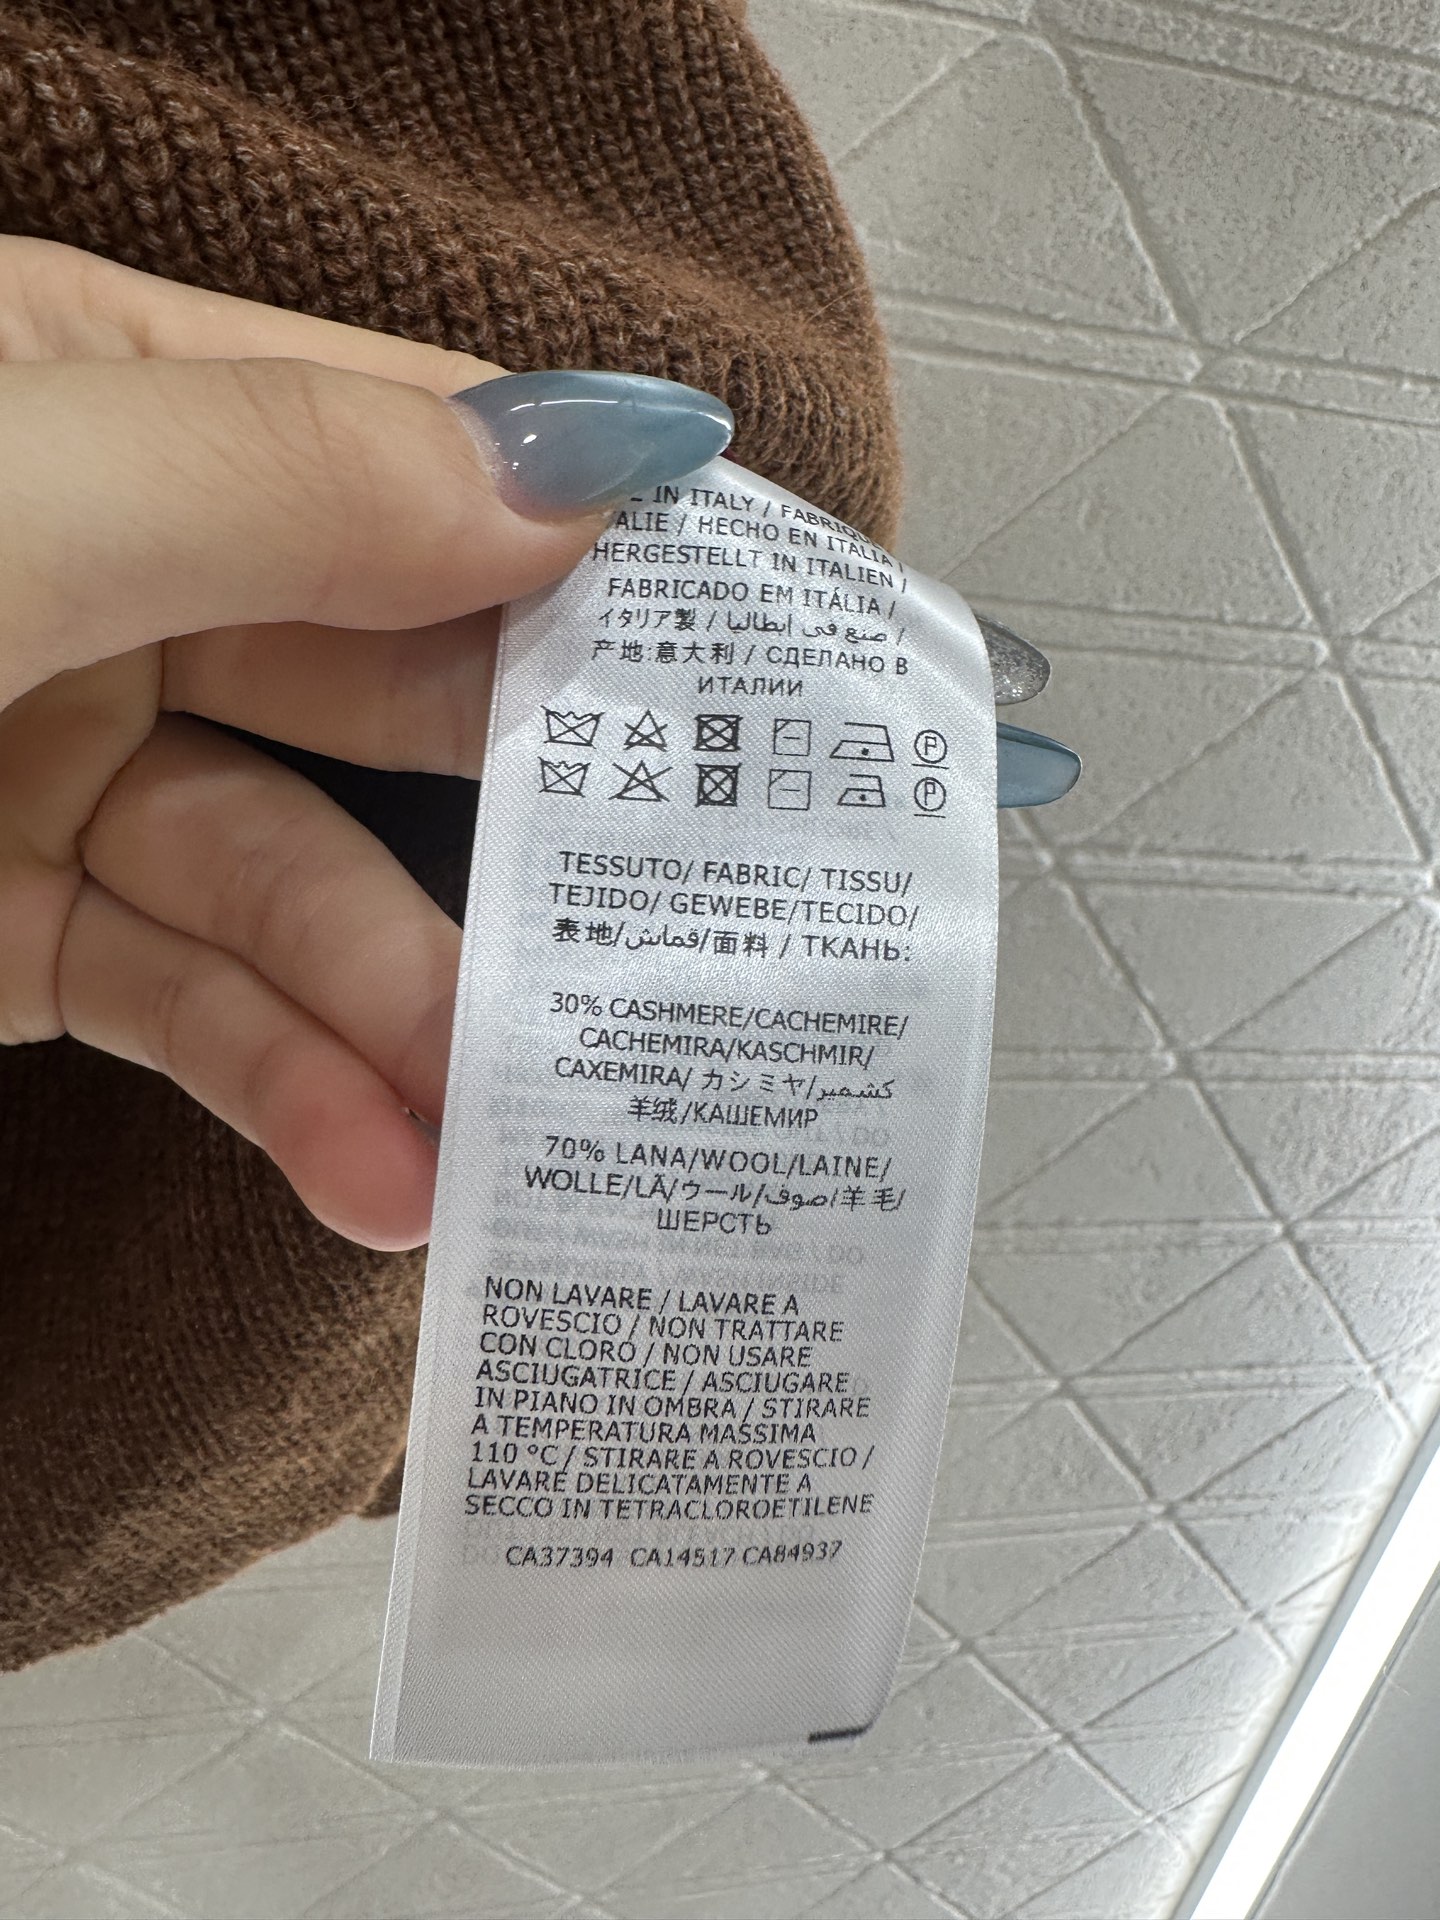 IN ITALY / FABRIQUÉ
HECHO EN ITALIA /
HERGESTELLT IN ITALIEN /
FABRICADO EM ITÁLIA /
イタリア製 / صنع في إيطاليا /
产地:意大利 / СДЕЛАНО В
ИТАЛИИ
P
P
TESSUTO/ FABRIC/ TISSU/
TEJIDO/ GEWEBE/TECIDO/
表地/قماش/面料 / ТКАНЬ:
30% CASHMERE/CACHEMIRE/
CACHEMIRA/KASCHMIR/
CAXEMIRA/ カシミヤ/كشمير
羊绒/КАШЕМИР
70% LANA/WOOL/LAINE/
WOLLE/LÃ/ウール/صوف/羊毛/
ШЕРСТЬ
NON LAVARE / LAVARE A
ROVESCIO / NON TRATTARE
CON CLORO / NON USARE
ASCIUGATRICE / ASCIUGARE
IN PIANO IN OMBRA / STIRARE
A TEMPERATURA MASSIMA
110 °C / STIRARE A ROVESCIO /
LAVARE DELICATAMENTE A
SECCO IN TETRACLOROETILENE
CA37394 CA14517 CA84937